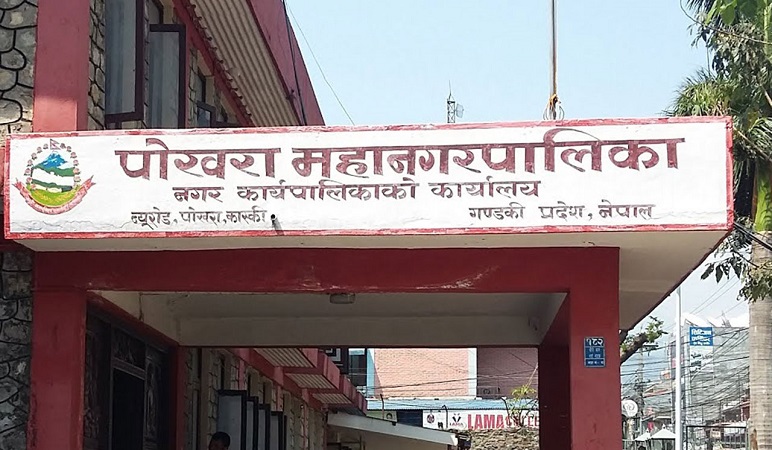 पोखरा महानगरपालिका
नगर कार्यपालिकाको कार्यालय
न्यूरोड, पोखरा, कास्की
गण्डकी प्रदेश, नेपाल
LAMA